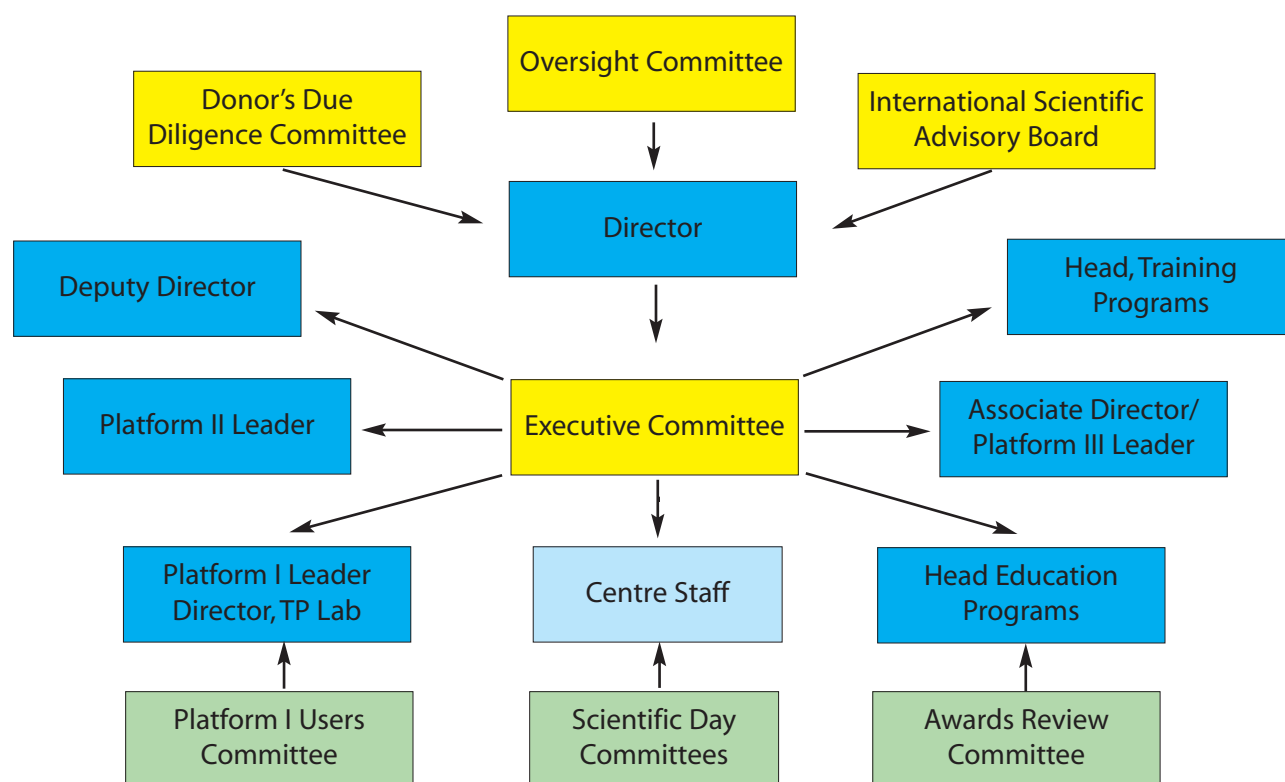 Oversight Committee
Donor's Due
Diligence Committee
International Scientific
Advisory Board
Director
Deputy Director
Head, Training
Programs
Platform II Leader
Executive Committee
Associate Director/
Platform III Leader
Platform I Leader
Director, TP Lab
Centre Staff
Head Education
Programs
Platform I Users
Committee
Scientific Day
Committees
Awards Review
Committee